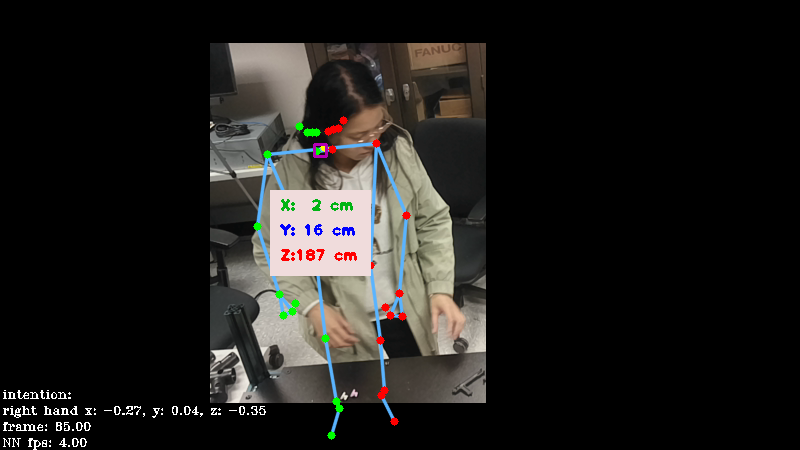 FANUC
X: 2 cm
Y: 16 cm
Z:187 cm
intention:
right hand x: -0.27, y: 0.04, z: -0.35
frame: 85.00
NN fps: 4.00